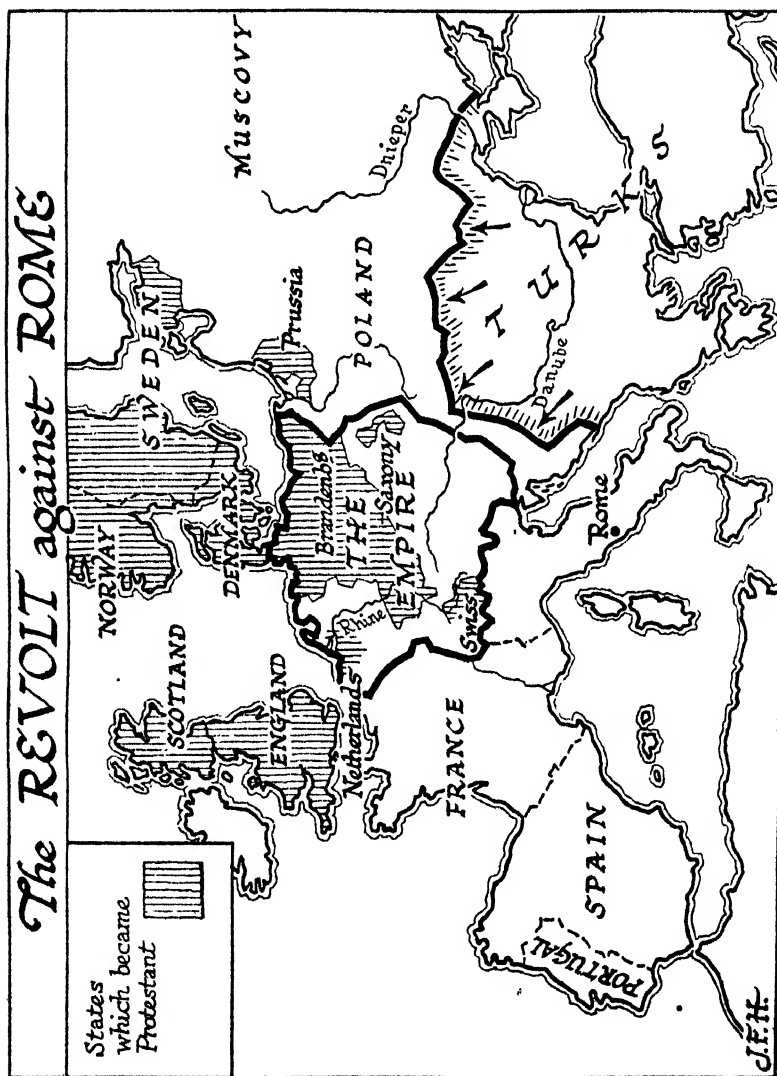 The REVOLT against ROME
States
which became
Protestant
NORWAY
SWEDEN
SCOTLAND
DENMARK
ENGLAND
MUSCOVY
Prussia
Netherlands
Rhine
Brandenbg
THE
EMPIRE
Saxony
POLAND
Dnieper
FRANCE
Swiss
Danube
TURKS
Rome
PORTUGAL
SPAIN
J.F.H.